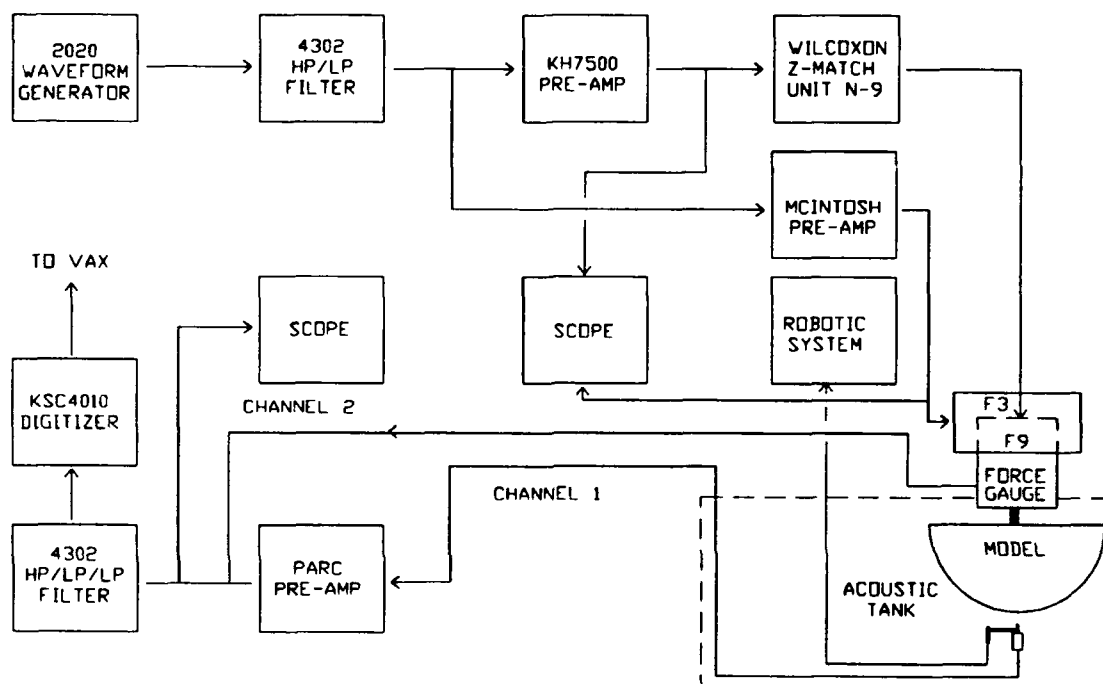 2020
WAVEFORM
GENERATOR
4302
HP/LP
FILTER
KH7500
PRE-AMP
WILCOXON
Z-MATCH
UNIT N-9
MCINTOSH
PRE-AMP
TO VAX
SCOPE
SCOPE
ROBOTIC
SYSTEM
KSC4010
DIGITIZER
CHANNEL 2
F3
F9
FORCE
GAUGE
CHANNEL 1
4302
HP/LP/LP
FILTER
PARC
PRE-AMP
MODEL
ACOUSTIC
TANK